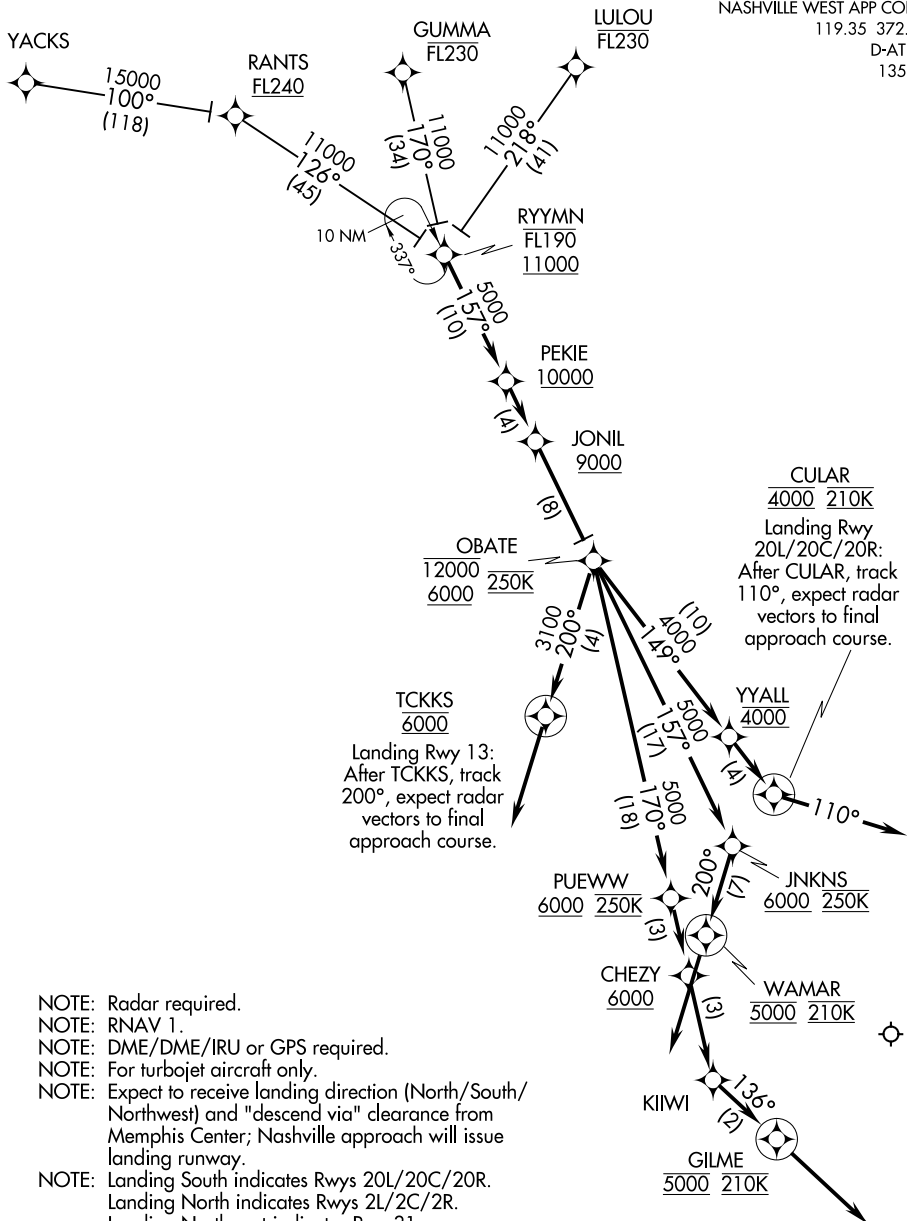 NASHVILLE WEST APP CO
119.35 372.
D-AT
135
YACKS
15000
100°
(118)
RANTS
FL240
GUMMA
FL230
LULOU
FL230
11000
126°
(45)
11000
170°
(34)
11000
218°
(41)
10 NM
337°
RYYMN
FL190
11000
5000
157°
(10)
PEKIE
10000
(4)
JONIL
9000
(8)
OBATE
12000
6000 250K
CULAR
4000 210K
Landing Rwy
20L/20C/20R:
After CULAR, track
110°, expect radar
vectors to final
approach course.
3100
200°
(4)
(10)
4000
149°
TCKKS
6000
Landing Rwy 13:
After TCKKS, track
200°, expect radar
vectors to final
approach course.
5000
157°
(17)
YYALL
4000
(4)
110°
5000
170°
(18)
PUEWW
6000 250K
(3)
200°
(7)
JNKNS
6000 250K
CHEZY
6000
(3)
WAMAR
5000 210K
KIIWI
136°
(2)
GILME
5000 210K
NOTE: Radar required.
NOTE: RNAV 1.
NOTE: DME/DME/IRU or GPS required.
NOTE: For turbojet aircraft only.
NOTE: Expect to receive landing direction (North/South/
Northwest) and "descend via" clearance from
Memphis Center; Nashville approach will issue
landing runway.
NOTE: Landing South indicates Rwys 20L/20C/20R.
Landing North indicates Rwys 2L/2C/2R.